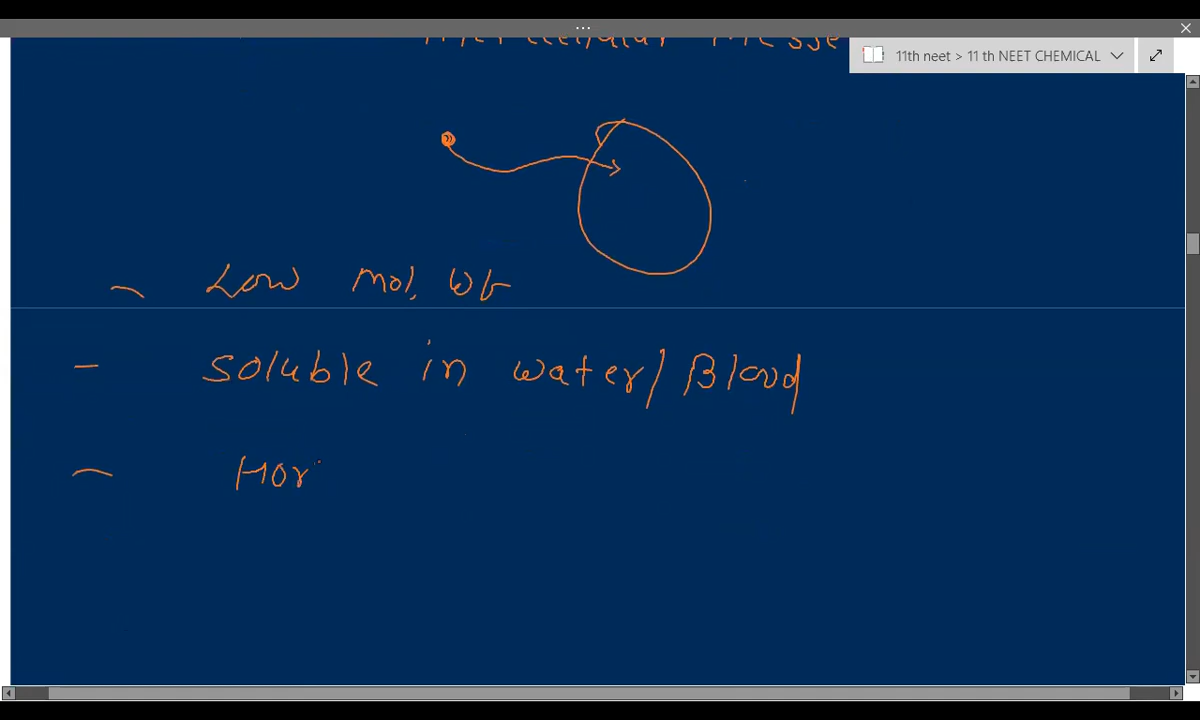 11th neet > 11 th NEET CHEMICAL
Low mol. wt
- Soluble in water/Blood
Hor